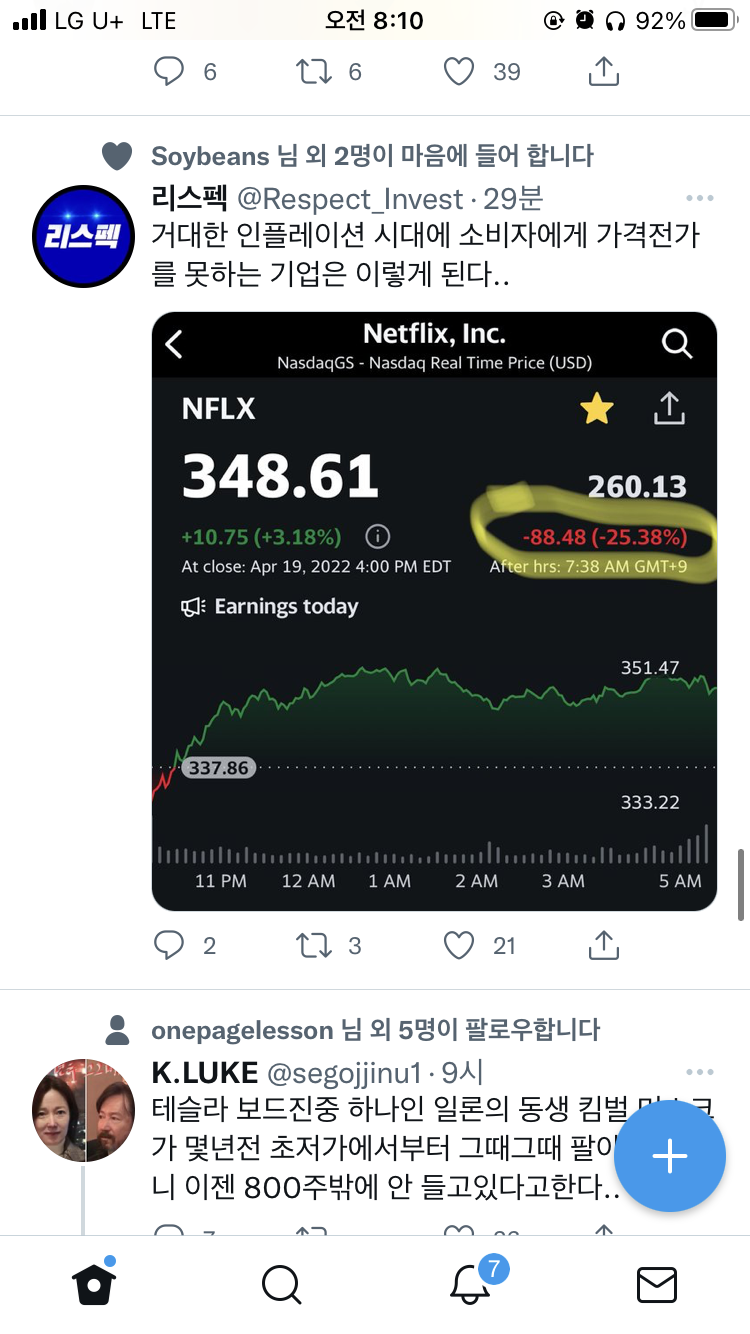 LG U+ LTE 오전 8:10 92%
6 6 39
Soybeans 님 외 2명이 마음에 들어 합니다
리스펙 @Respect_Invest · 29분
리스펙
거대한 인플레이션 시대에 소비자에게 가격전가
를 못하는 기업은 이렇게 된다..
Netflix, Inc.
NasdaqGS - Nasdaq Real Time Price (USD)
NFLX
348.61 260.13
+10.75 (+3.18%) -88.48 (-25.38%)
At close: Apr 19, 2022 4:00 PM EDT After hrs: 7:38 AM GMT+9
Earnings today
351.47
337.86
333.22
11 PM 12 AM 1 AM 2 AM 3 AM 5 AM
2 3 21
onepagelesson 님 외 5명이 팔로우합니다
K.LUKE @segojjinu1 · 9시
테슬라 보드진중 하나인 일론의 동생 킴벌
가 몇년전 초저가에서부터 그때그때
니 이젠 800주밖에 안 들고있다고한다..
7